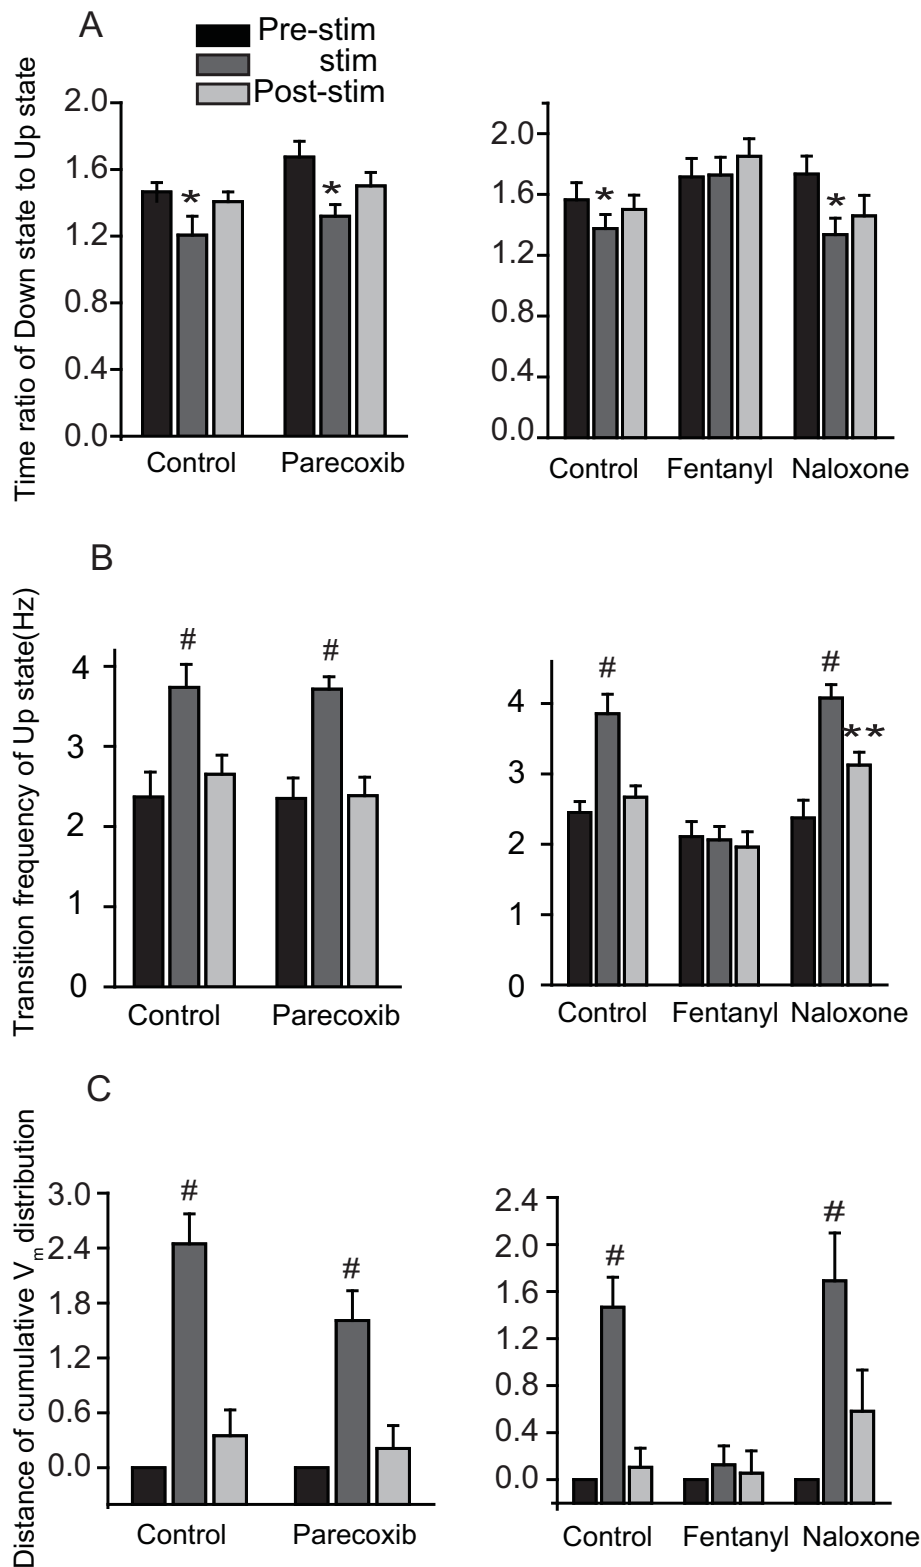 A
Pre-stim
stim
Post-stim
Time ratio of Down state to Up state
2.0
1.6
1.2
0.8
0.4
0.0
*
*
Control
Parecoxib
2.0
1.6
1.2
0.8
0.4
0.0
*
*
Control
Fentanyl
Naloxone
B
Transition frequency of Up state(Hz)
4
3
2
1
0
#
#
Control
Parecoxib
4
3
2
1
0
#
#
**
Control
Fentanyl
Naloxone
C
Distance of cumulative Vm distribution
3.0
2.4
1.8
1.2
0.6
0.0
#
#
Control
Parecoxib
2.4
2.0
1.6
1.2
0.8
0.4
0.0
#
#
Control
Fentanyl
Naloxone